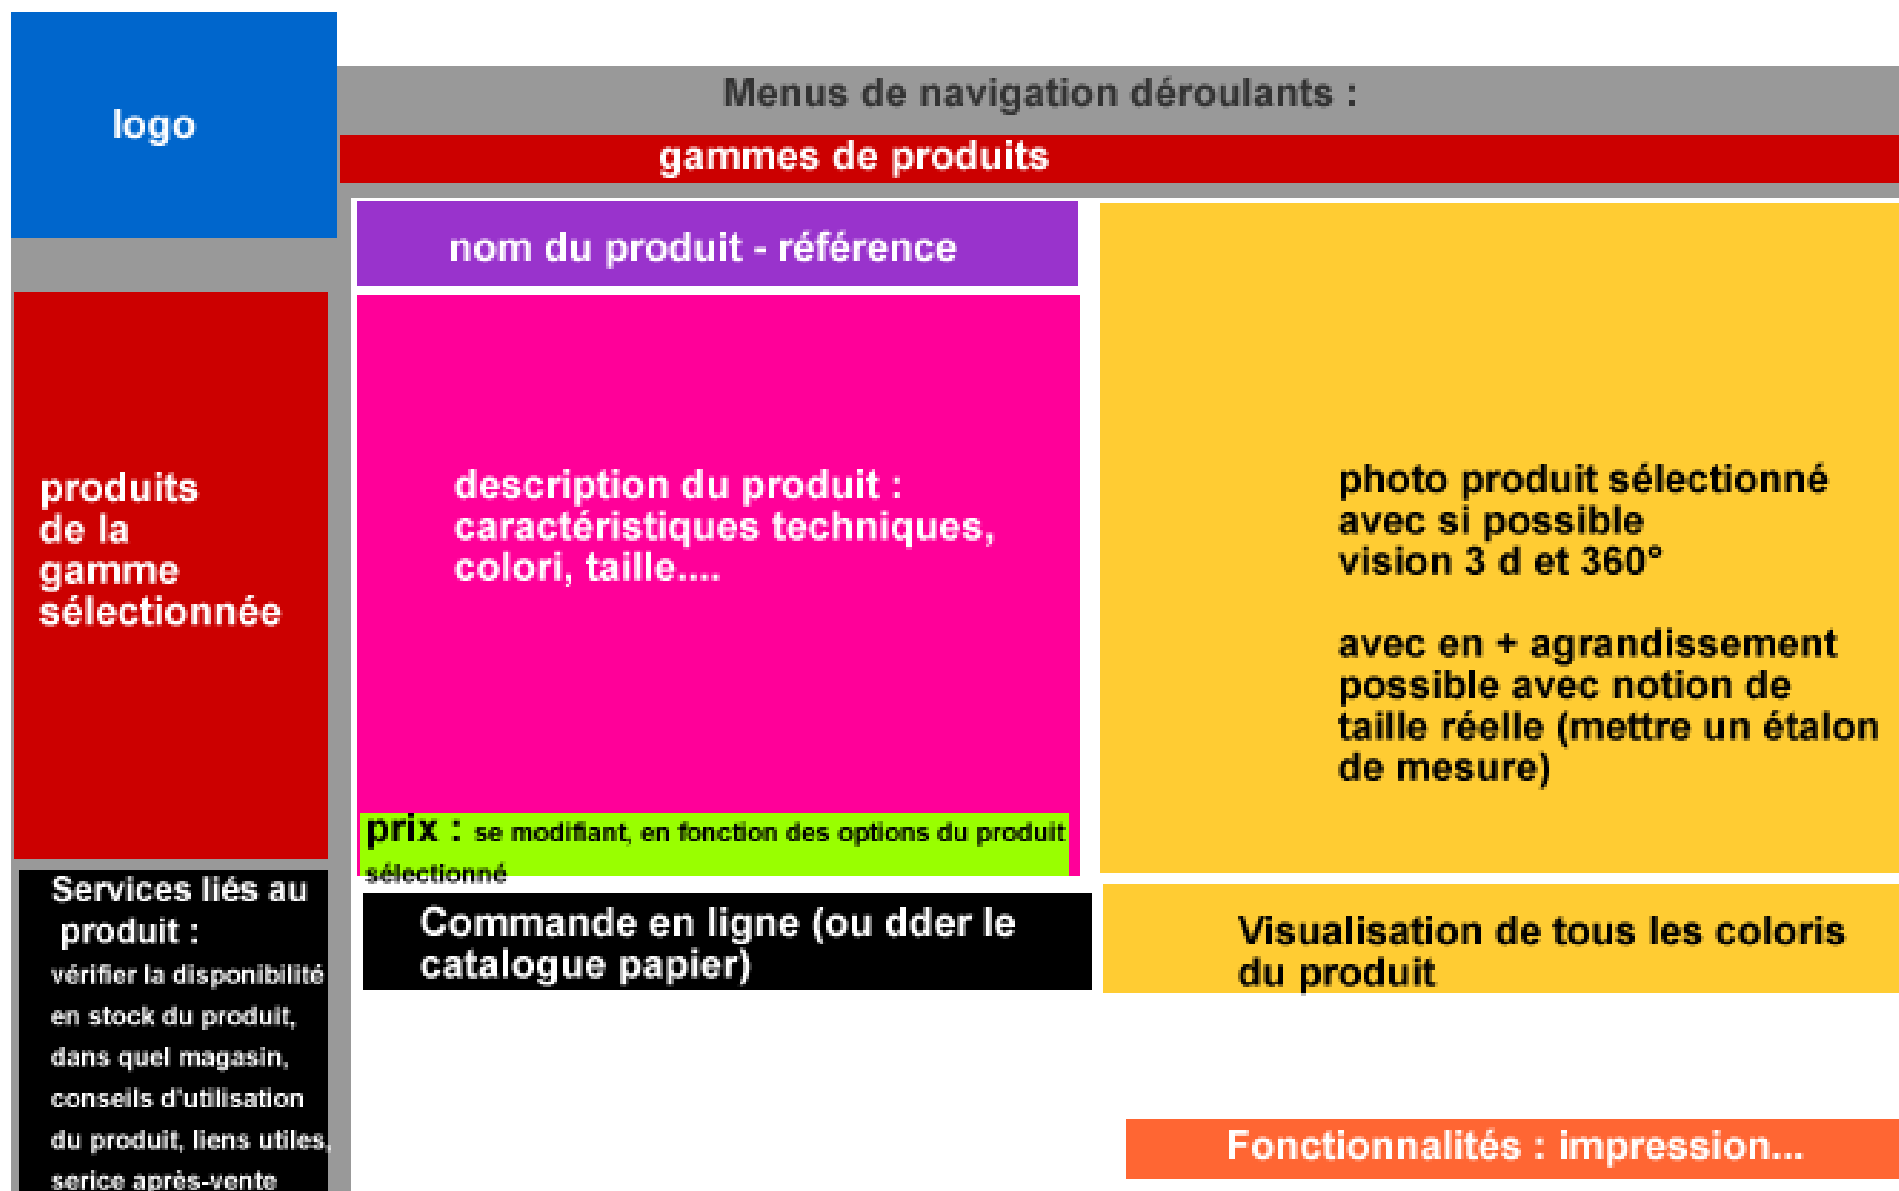 logo
Menus de navigation déroulants :
gammes de produits
nom du produit - référence
produits
de la
gamme
sélectionnée
description du produit :
caractéristiques techniques,
colori, taille....
photo produit sélectionné
avec si possible
vision 3 d et 360°
avec en + agrandissement
possible avec notion de
taille réelle (mettre un étalon
de mesure)
prix : se modifiant, en fonction des options du produit
sélectionné
Services liés au
produit :
vérifier la disponibilité
en stock du produit,
dans quel magasin,
conseils d'utilisation
du produit, liens utiles,
serice après-vente
Commande en ligne (ou dder le
catalogue papier)
Visualisation de tous les coloris
du produit
Fonctionnalités : impression...